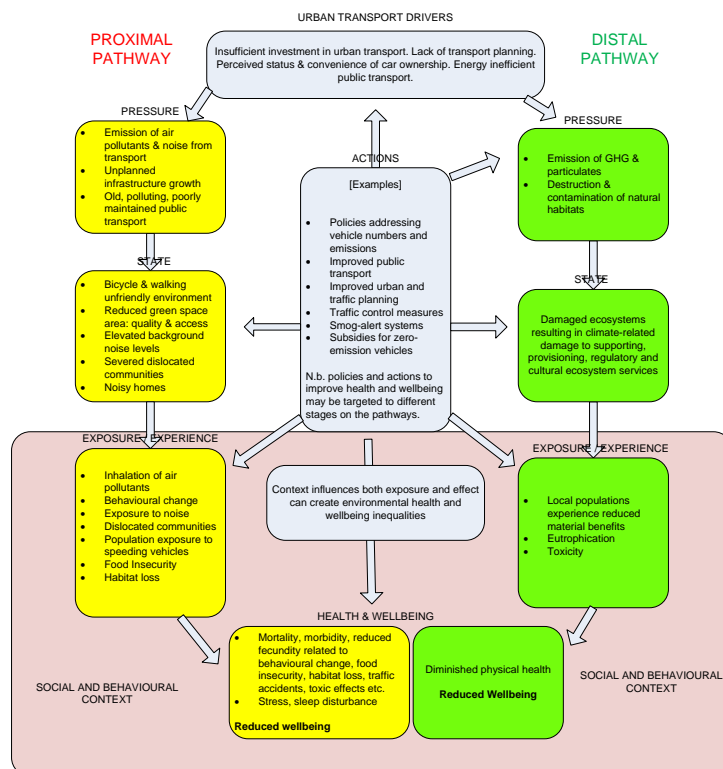 URBAN TRANSPORT DRIVERS
PROXIMAL
PATHWAY
Insufficient investment in urban transport. Lack of transport planning.
Perceived status & convenience of car ownership. Energy inefficient
public transport.
DISTAL
PATHWAY
PRESSURE
• Emission of air
pollutants & noise from
transport
• Unplanned
infrastructure growth
• Old, polluting, poorly
maintained public
transport
PRESSURE
• Emission of GHG &
particulates
• Destruction &
contamination of natural
habitats
ACTIONS
[Examples]
• Policies addressing
vehicle numbers and
emissions
• Improved public
transport
• Improved urban and
traffic planning
• Traffic control measures
• Smog-alert systems
• Subsidies for zero-
emission vehicles
N.b. policies and actions to
improve health and wellbeing
may be targeted to different
stages on the pathways.
STATE
• Bicycle & walking
unfriendly environment
• Reduced green space
area: quality & access
• Elevated background
noise levels
• Severed dislocated
communities
• Noisy homes
STATE
Damaged ecosystems
resulting in climate-related
damage to supporting,
provisioning, regulatory and
cultural ecosystem services
EXPOSURE / EXPERIENCE
• Inhalation of air
pollutants
• Behavioural change
• Exposure to noise
• Dislocated communities
• Population exposure to
speeding vehicles
• Food Insecurity
• Habitat loss
Context influences both exposure and effect
can create environmental health and
wellbeing inequalities
EXPOSURE / EXPERIENCE
• Local populations
experience reduced
material benefits
• Eutrophication
• Toxicity
HEALTH & WELLBEING
• Mortality, morbidity, reduced
fecundity related to
behavioural change, food
insecurity, habitat loss, traffic
accidents, toxic effects etc.
• Stress, sleep disturbance
Reduced wellbeing
Diminished physical health
Reduced Wellbeing
SOCIAL AND BEHAVIOURAL
CONTEXT
SOCIAL AND BEHAVIOURAL
CONTEXT